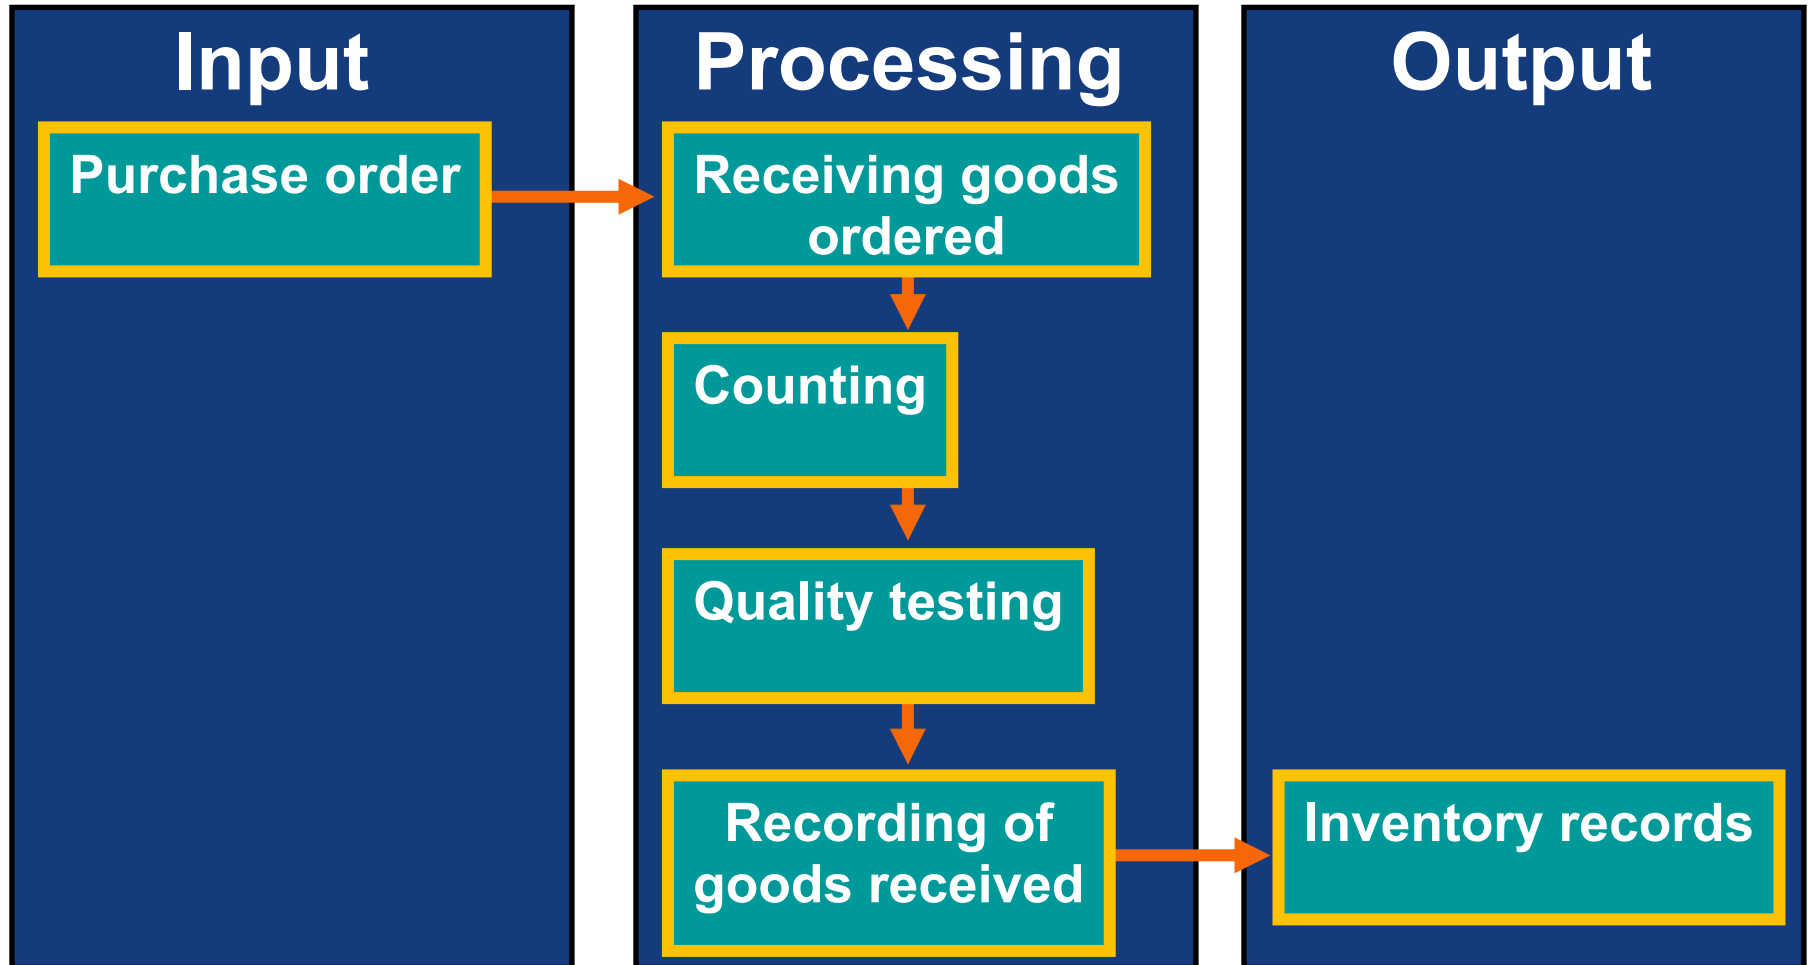 Input
Purchase order
Processing
Receiving goods
ordered
Counting
Quality testing
Recording of
goods received
Output
Inventory records